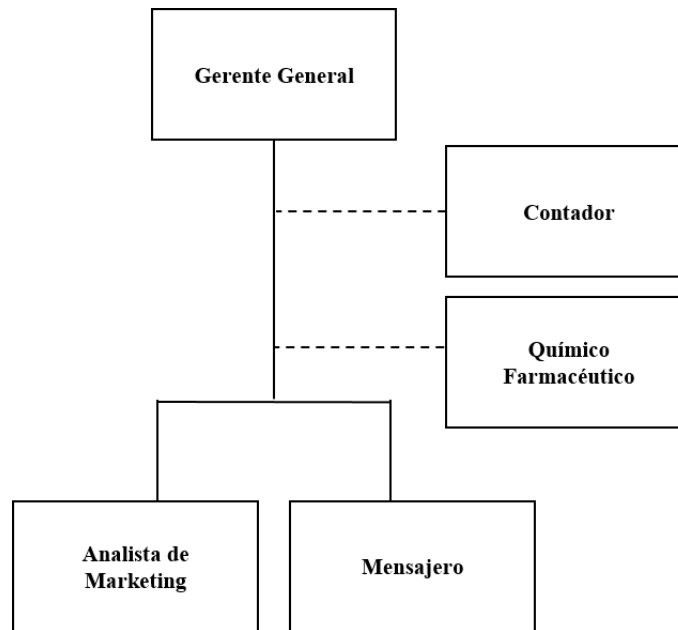 Gerente General
Contador
Químico
Farmacéutico
Analista de
Marketing
Mensajero